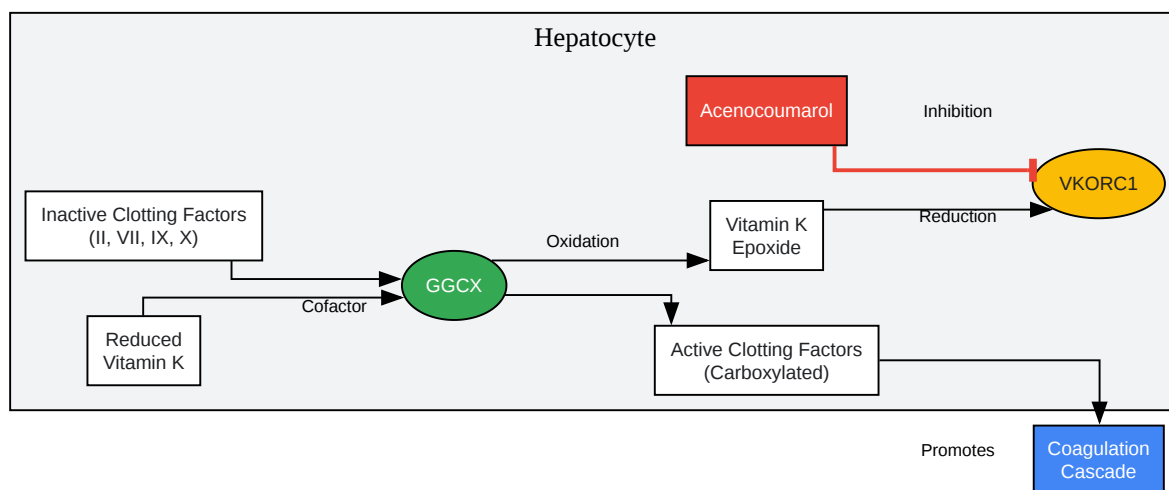 Hepatocyte
Acenocoumarol
Inhibition
VKORC1
Inactive Clotting Factors
(II, VII, IX, X)
Vitamin K
Epoxide
Reduction
Oxidation
GGCX
Cofactor
Reduced
Vitamin K
Active Clotting Factors
(Carboxylated)
Promotes
Coagulation
Cascade